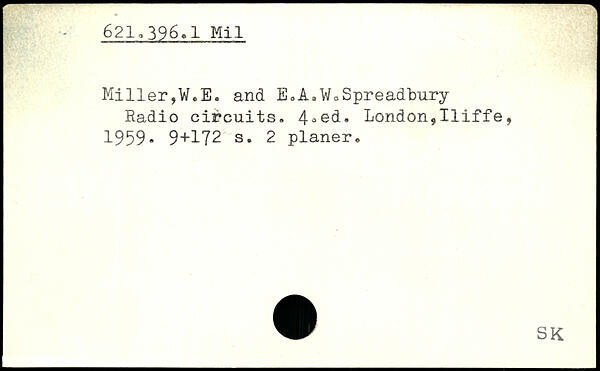 621.396.1 Mil
Miller,W.E. and E.A.W.Spreadbury
Radio circuits. 4.ed. London,Iliffe,
1959. 9+172 s. 2 planer.
SK